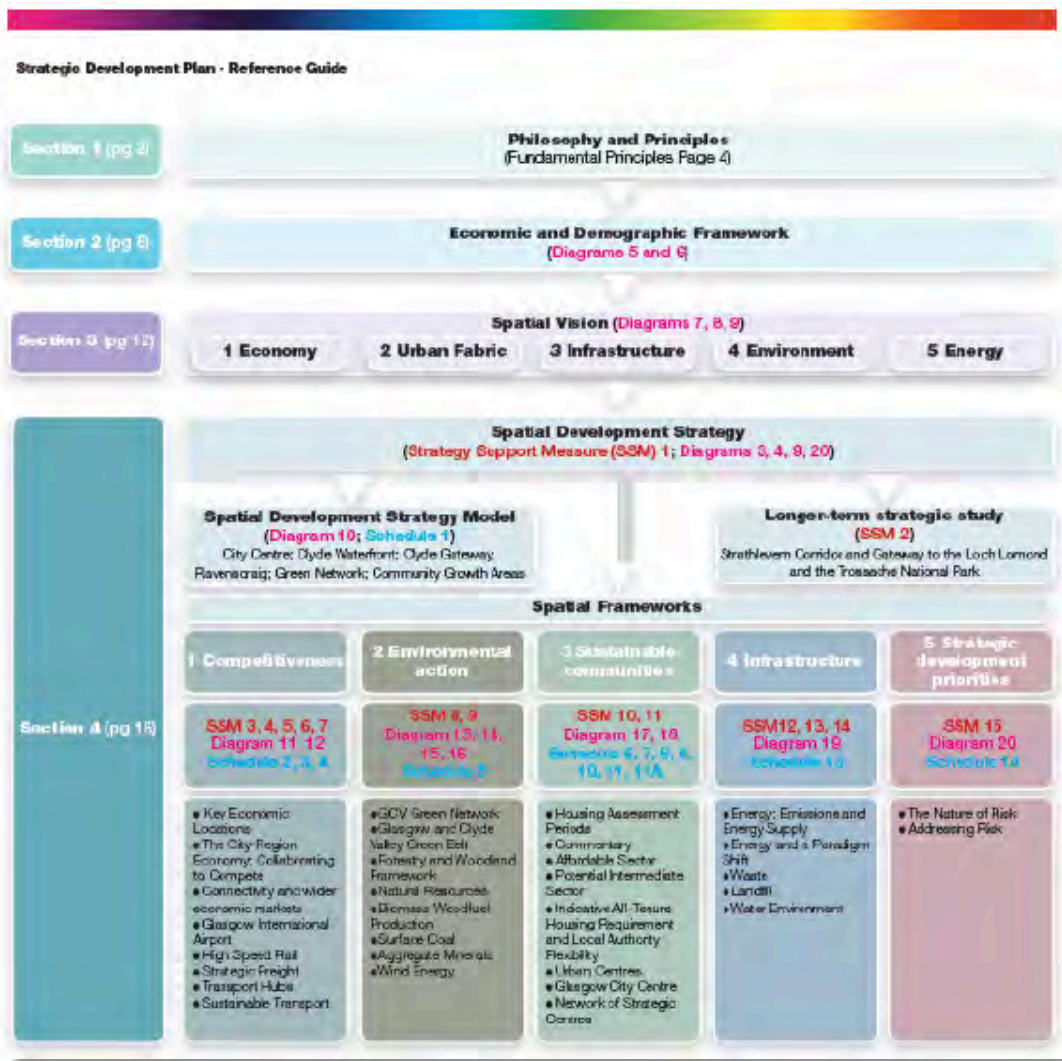 Strategic Development Plan - Reference Guide
Section 1 (pg 2)
Philosophy and Principles
(Fundamental Principles Page 4)
Section 2 (pg 6)
Economic and Demographic Framework
(Diagrams 5 and 6)
Section 3 (pg 12)
Spatial Vision (Diagrams 7, 8, 9)
1 Economy
2 Urban Fabric
3 Infrastructure
4 Environment
5 Energy
Section 4 (pg 16)
Spatial Development Strategy
(Strategy Support Measure (SSM) 1; Diagrams 3, 4, 9, 20)
Spatial Development Strategy Model
(Diagram 10; Schedule 1)
City Centre; Clyde Waterfront; Clyde Gateway
Ravenscraig; Green Network; Community Growth Areas
Longer-term strategic study
(SSM 2)
Strathlevern Corridor and Gateway to the Loch Lomond
and the Trossachs National Park
Spatial Frameworks
1 Competitiveness
SSM 3, 4, 5, 6, 7
Diagram 11, 12
Schedule 2, 3, 4
● Key Economic
Locations
● The City Region
Economy: Collaborating
to Compete
● Connectivity and wider
economic markets
● Glasgow International
Airport
● High Speed Rail
● Strategic Freight
● Transport Hubs
● Sustainable Transport
2 Environmental
action
SSM 8, 9
Diagram 13, 14,
15, 16
Schedule 5
● GCV Green Network
● Glasgow and Clyde
Valley Green Belt
● Forestry and Woodland
Framework
● Natural Resources
● Biomass Woodfuel
Production
● Surface Coal
● Aggregate Minerals
● Wind Energy
3 Sustainable
communities
SSM 10, 11
Diagram 17, 18
Schedule 6, 7, 8, 9,
10, 11, 11A
● Housing Assessment
Periods
● Commentary
● Affordable Sector
● Potential Intermediate
Sector
● Indicative All-Tenure
Housing Requirement
and Local Authority
Flexibility
● Urban Centres
● Glasgow City Centre
● Network of Strategic
Centres
4 Infrastructure
SSM12, 13, 14
Diagram 19
Schedule
● Energy: Emissions and
Energy Supply
● Energy and a Paradigm
Shift
● Waste
● Landfill
● Water Environment
5 Strategic
development
priorities
SSM 15
Diagram 20
Schedule 14
● The Nature of Risk
● Addressing Risk